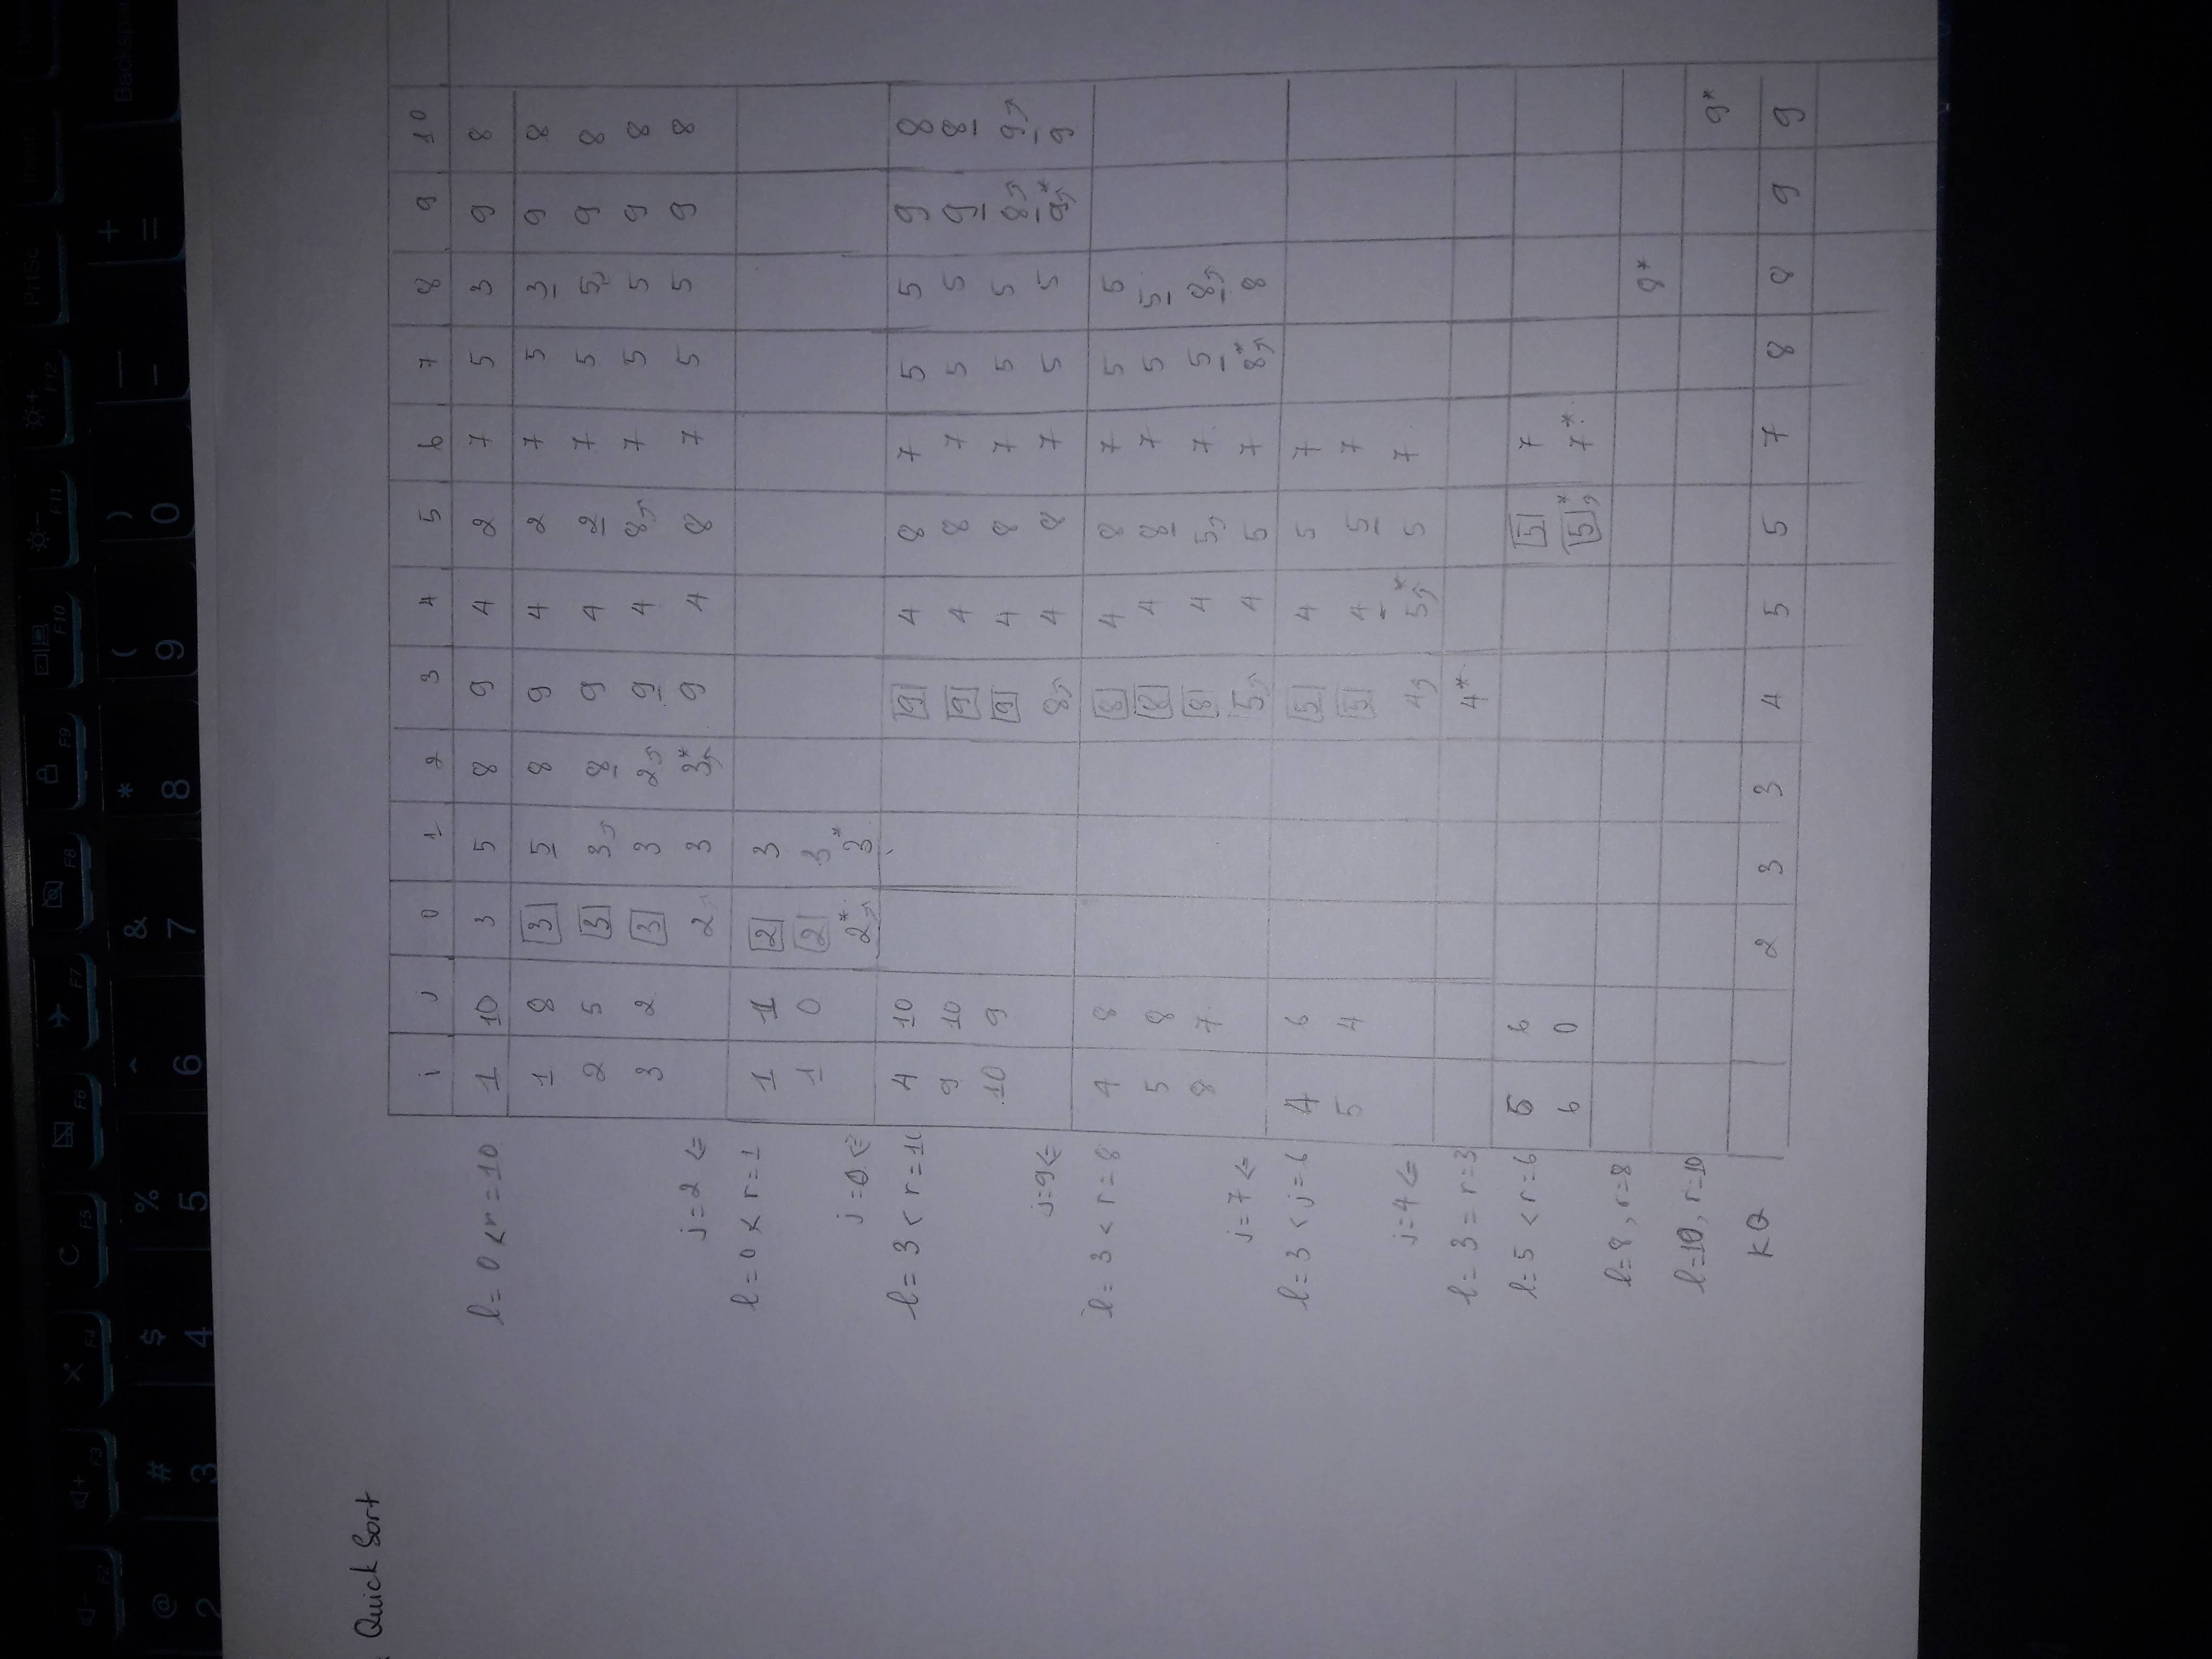 F2 F3 F4 F5 F6 F7 F8 F9 F10 F11 F12 PrtSc Insert
@ # $ % ^ & * ( ) — +
2 3 4 5 6 7 8 9 0 - = Backspa
Quick Sort
i j 0 1 2 3 4 5 6 7 8 9 10
l= 0 < r = 10 1 10 3 5 8 9 4 2 7 5 3 9 8
1 8 3 5 8 9 4 2 7 5 3 9 8
2 5 3 3 8 9 4 2 7 5 5 9 8
3 2 3 3 2 9 4 8 7 5 5 9 8
j=2 <= 2 3 3* 9 4 8 7 5 5 9 8
l=0 < r=1 1 1 2 3
1 0 2 3
j=0 <= 2* 3*
l= 3 < r=10 4 10 9 4 8 7 5 5 9 8
9 10 9 4 8 7 5 5 9 8
10 9 9 4 8 7 5 5 8 9
j=9 <= 8 4 8 7 5 5 9* 9
l= 3 < r=8 4 8 8 4 8 7 5 5
5 8 8 4 8 7 5 5
8 7 8 4 5 7 5 8
j=7 <= 5 4 5 7 8* 8
l=3 < j=6 4 6 5 4 5 7
5 4 5 4 5 7
j=4 <= 4 5* 5 7
l= 3 = r=3 4*
l=5 < r=6 6 6 5 7
6 0 5* 7*
l=8, r=8 8*
l=10, r=10 9*
KQ 2 3 3 4 5 5 7 8 8 9 9